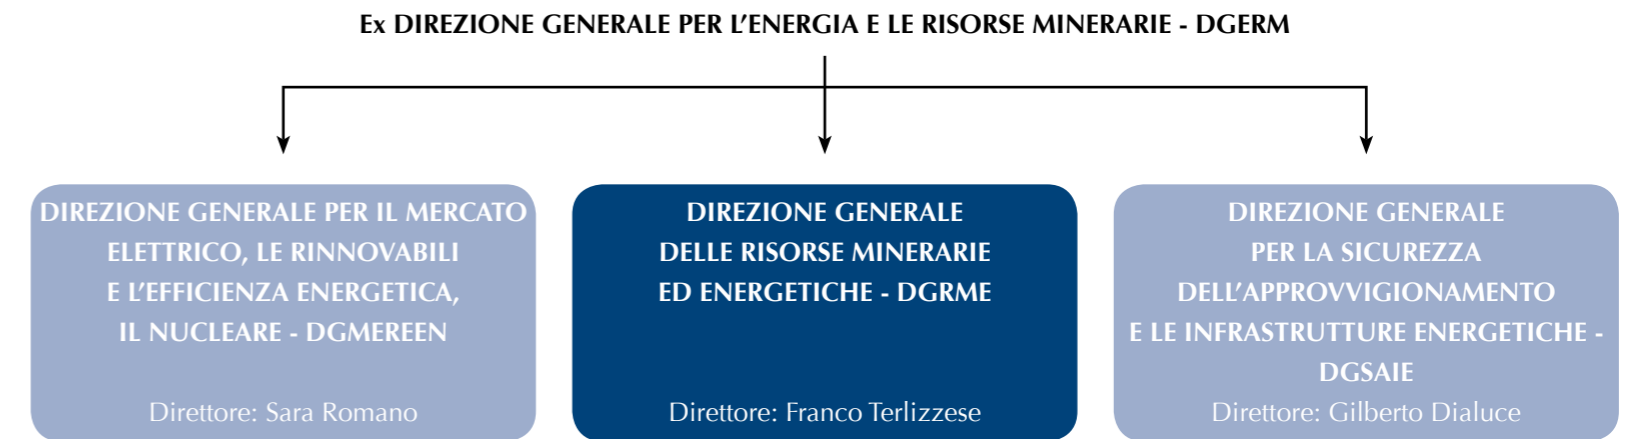 Ex DIREZIONE GENERALE PER L'ENERGIA E LE RISORSE MINERARIE - DGERM
DIREZIONE GENERALE PER IL MERCATO
ELETTRICO, LE RINNOVABILI
E L'EFFICIENZA ENERGETICA,
IL NUCLEARE - DGMEREEN
Direttore: Sara Romano
DIREZIONE GENERALE
DELLE RISORSE MINERARIE
ED ENERGETICHE - DGRME
Direttore: Franco Terlizzese
DIREZIONE GENERALE
PER LA SICUREZZA
DELL'APPROVVIGIONAMENTO
E LE INFRASTRUTTURE ENERGETICHE -
DGSAIE
Direttore: Gilberto Dialuce